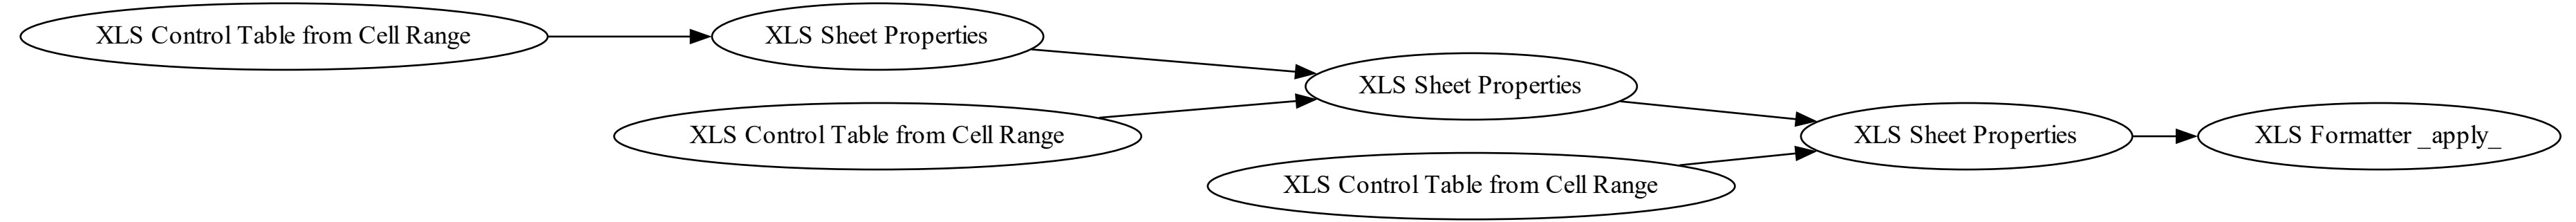 XLS Control Table from Cell Range
XLS Sheet Properties
XLS Sheet Properties
XLS Control Table from Cell Range
XLS Sheet Properties
XLS Formatter _apply_
XLS Control Table from Cell Range